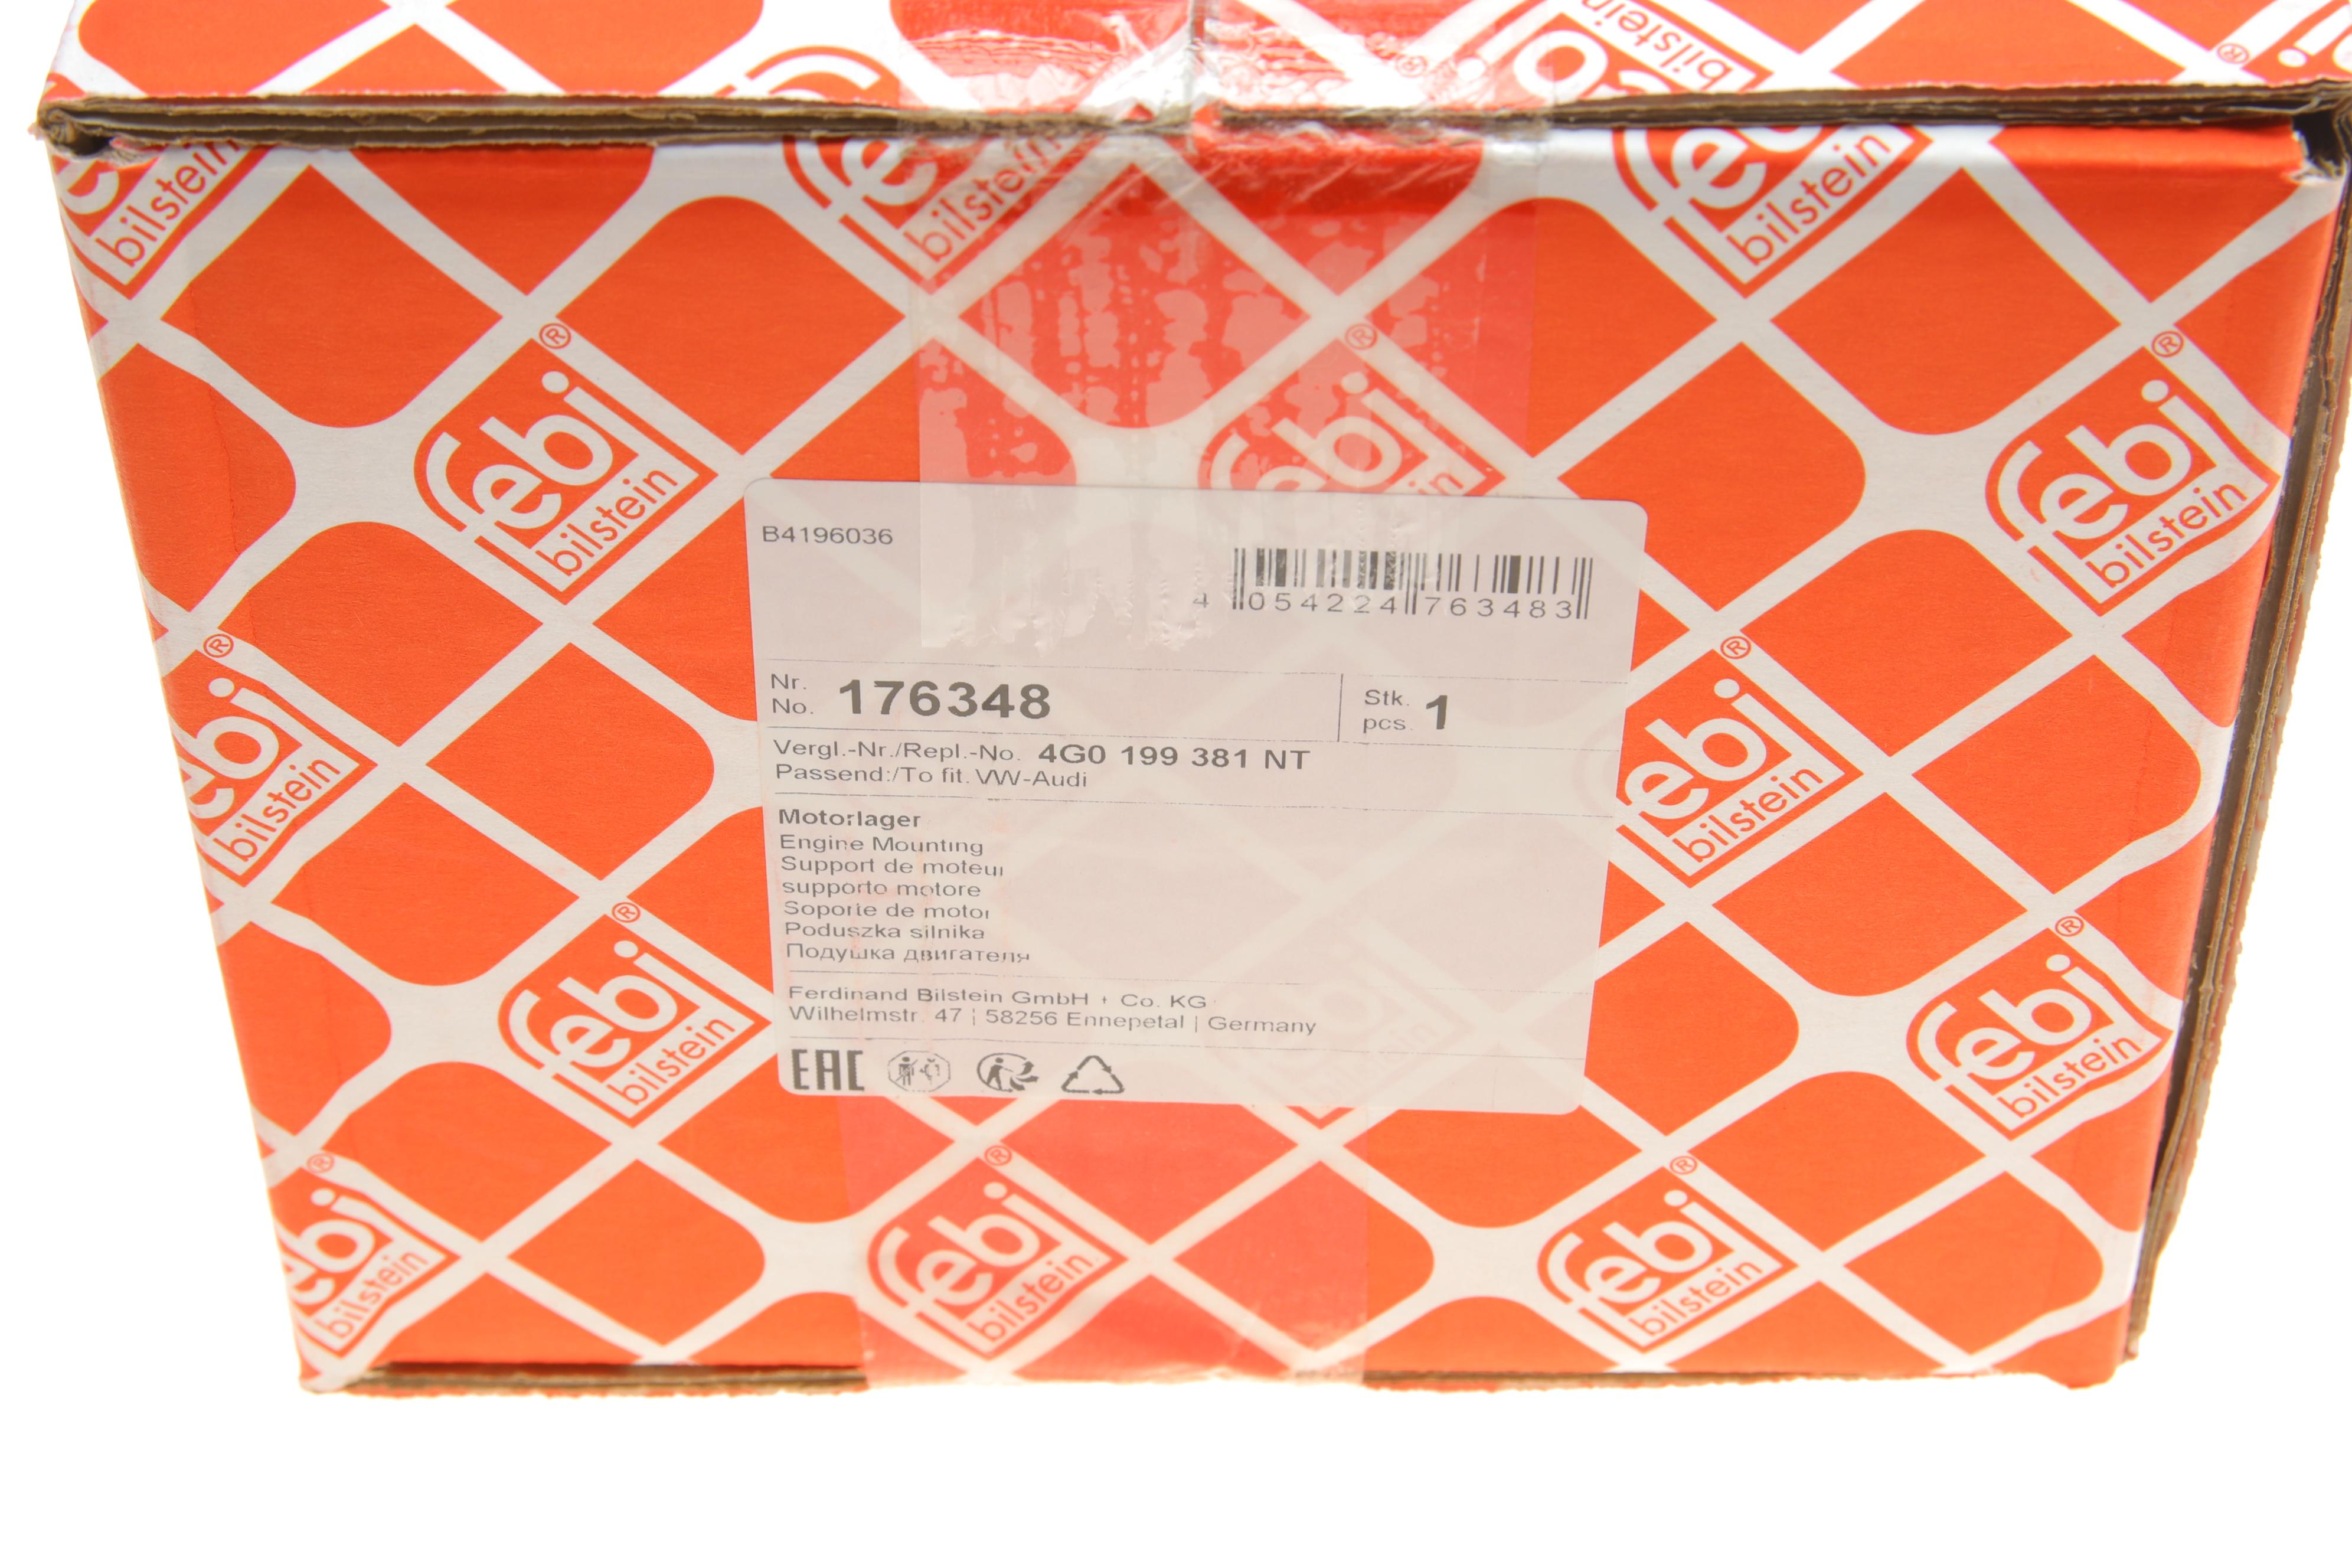 febi
bilstein
B4196036
4 054224 763483
Nr.
No. 176348
Stk.
pcs. 1
Vergl.-Nr./Repl.-No. 4G0 199 381 NT
Passend:/To fit. VW-Audi
Motorlager
Engine Mounting
Support de moteur
supporto motore
Soporte de motor
Poduszka silnika
Подушка двигателя
Ferdinand Bilstein GmbH + Co. KG
Wilhelmstr. 47 | 58256 Ennepetal | Germany
EAC